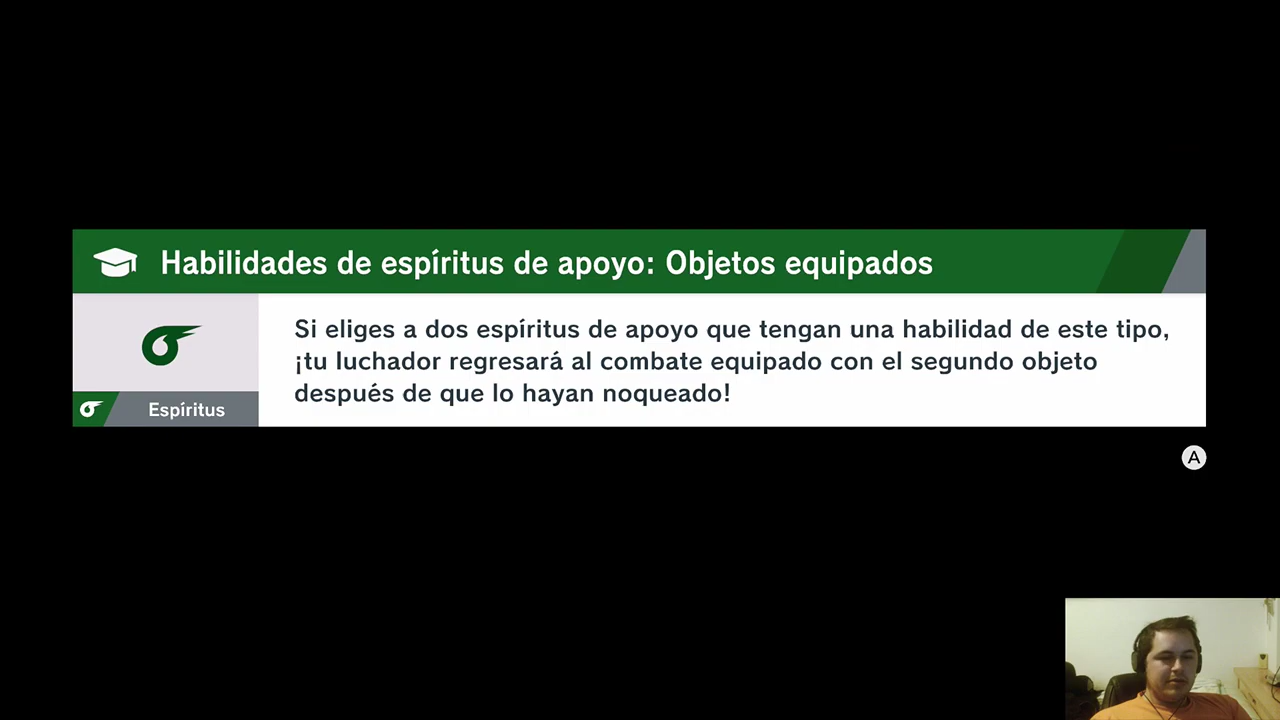 Habilidades de espíritus de apoyo: Objetos equipados
Si eliges a dos espíritus de apoyo que tengan una habilidad de este tipo,
¡tu luchador regresará al combate equipado con el segundo objeto
después de que lo hayan noqueado!
Espíritus
A